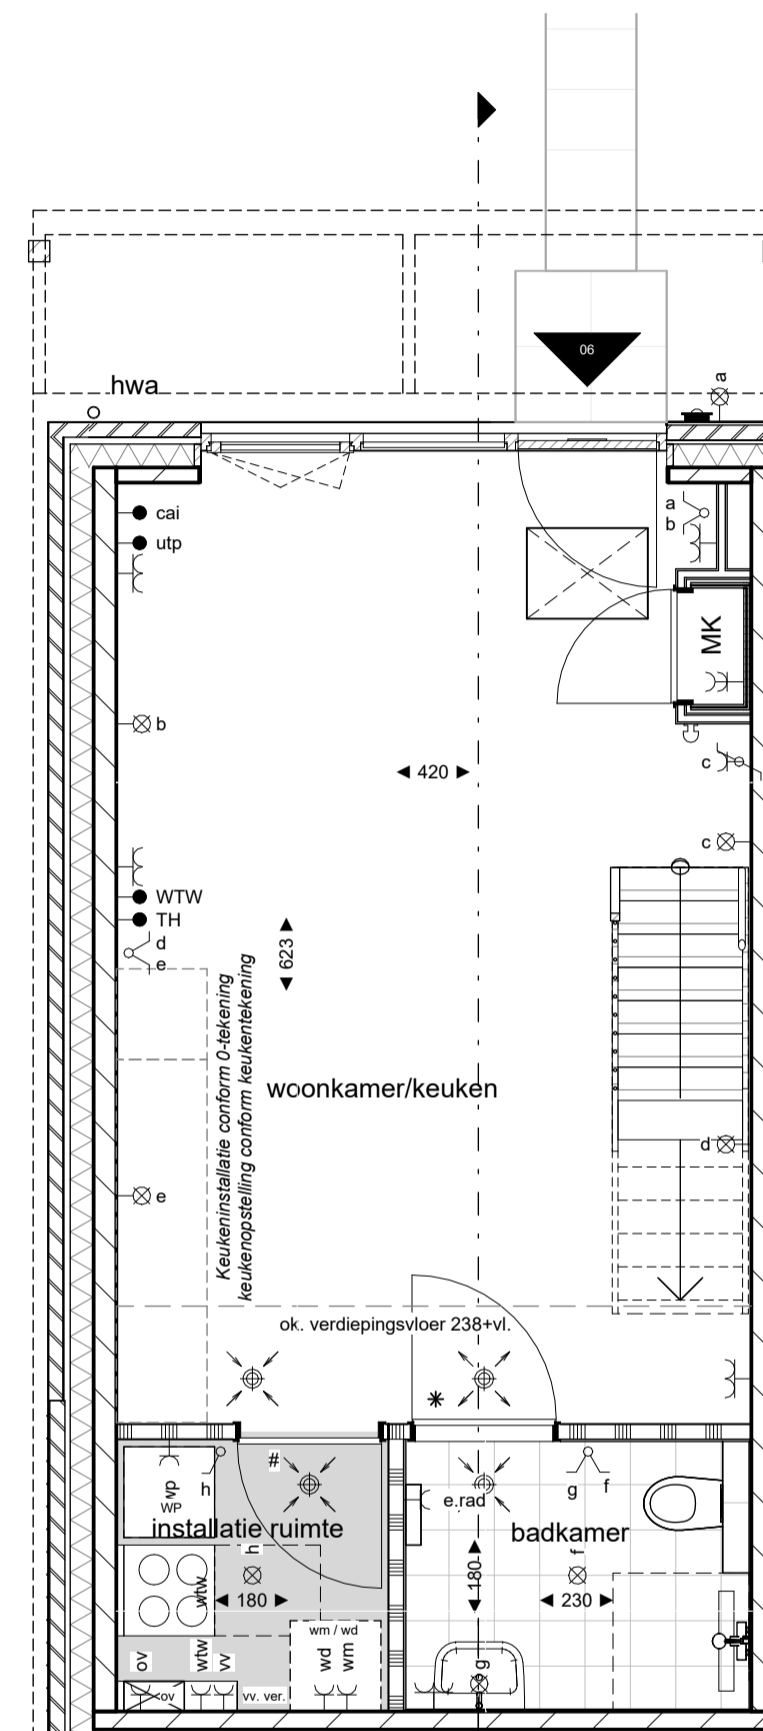 06
hwa
a
cai
utp
a
b
MK
b
420
c
c
WTW
TH
d
e
623
Keukeninstallatie conform 0-tekening
keukenopstelling conform keukentekening
woonkamer/keuken
d
e
ok. verdiepingsvloer 238+vl.
*
#
wp
WP
h
g
f
e.rad
installatie ruimte
badkamer
h
f
wtw
180
180
230
wm / wd
ov
wtw
vv
wd
wm
g
ov
vv. ver.